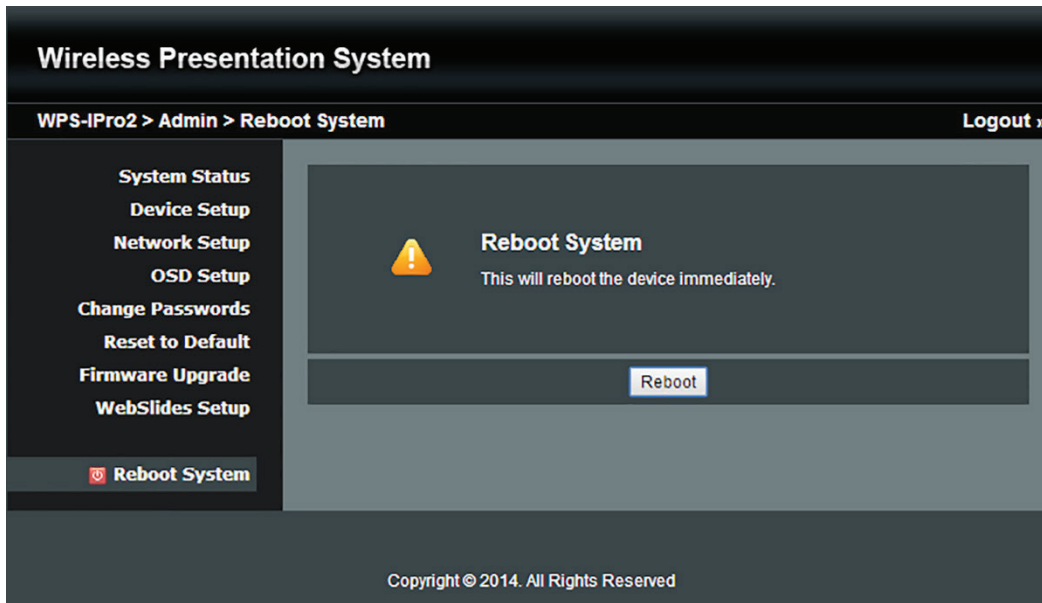 Wireless Presentation System
WPS-IPro2 > Admin > Reboot System
Logout »
System Status
Device Setup
Network Setup
OSD Setup
Change Passwords
Reset to Default
Firmware Upgrade
WebSlides Setup
Reboot System
Reboot System
This will reboot the device immediately.
Reboot
Copyright © 2014. All Rights Reserved